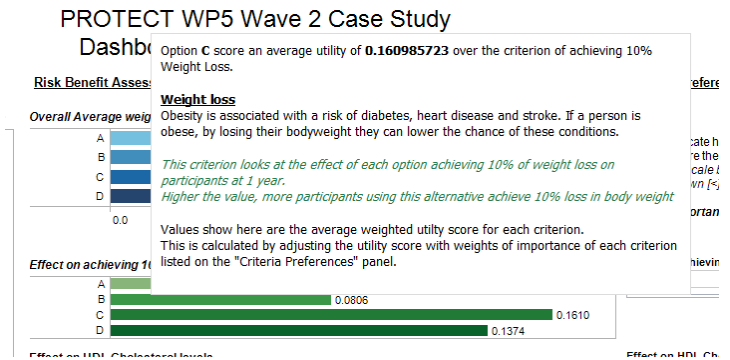 PROTECT WP5 Wave 2 Case Study
Dashbo
Option C score an average utility of 0.160985723 over the criterion of achieving 10%
Weight Loss.
Risk Benefit Assess
efere
Weight loss
Obesity is associated with a risk of diabetes, heart disease and stroke. If a person is
obese, by losing their bodyweight they can lower the chance of these conditions.
Overall Average weig
A
B
C
D
0.0
This criterion looks at the effect of each option achieving 10% of weight loss on
participants at 1 year.
Higher the value, more participants using this alternative achieve 10% loss in body weight
cate h
re the
cale b
wn [<]
ortan
Values show here are the average weighted utilty score for each criterion.
This is calculated by adjusting the utility score with weights of importance of each criterion
listed on the "Criteria Preferences" panel.
Effect on achieving 10
hievin
A
B 0.0806
C 0.1610
D 0.1374
Effect on HDL Cholesterol levels
Effect on HDL Ch